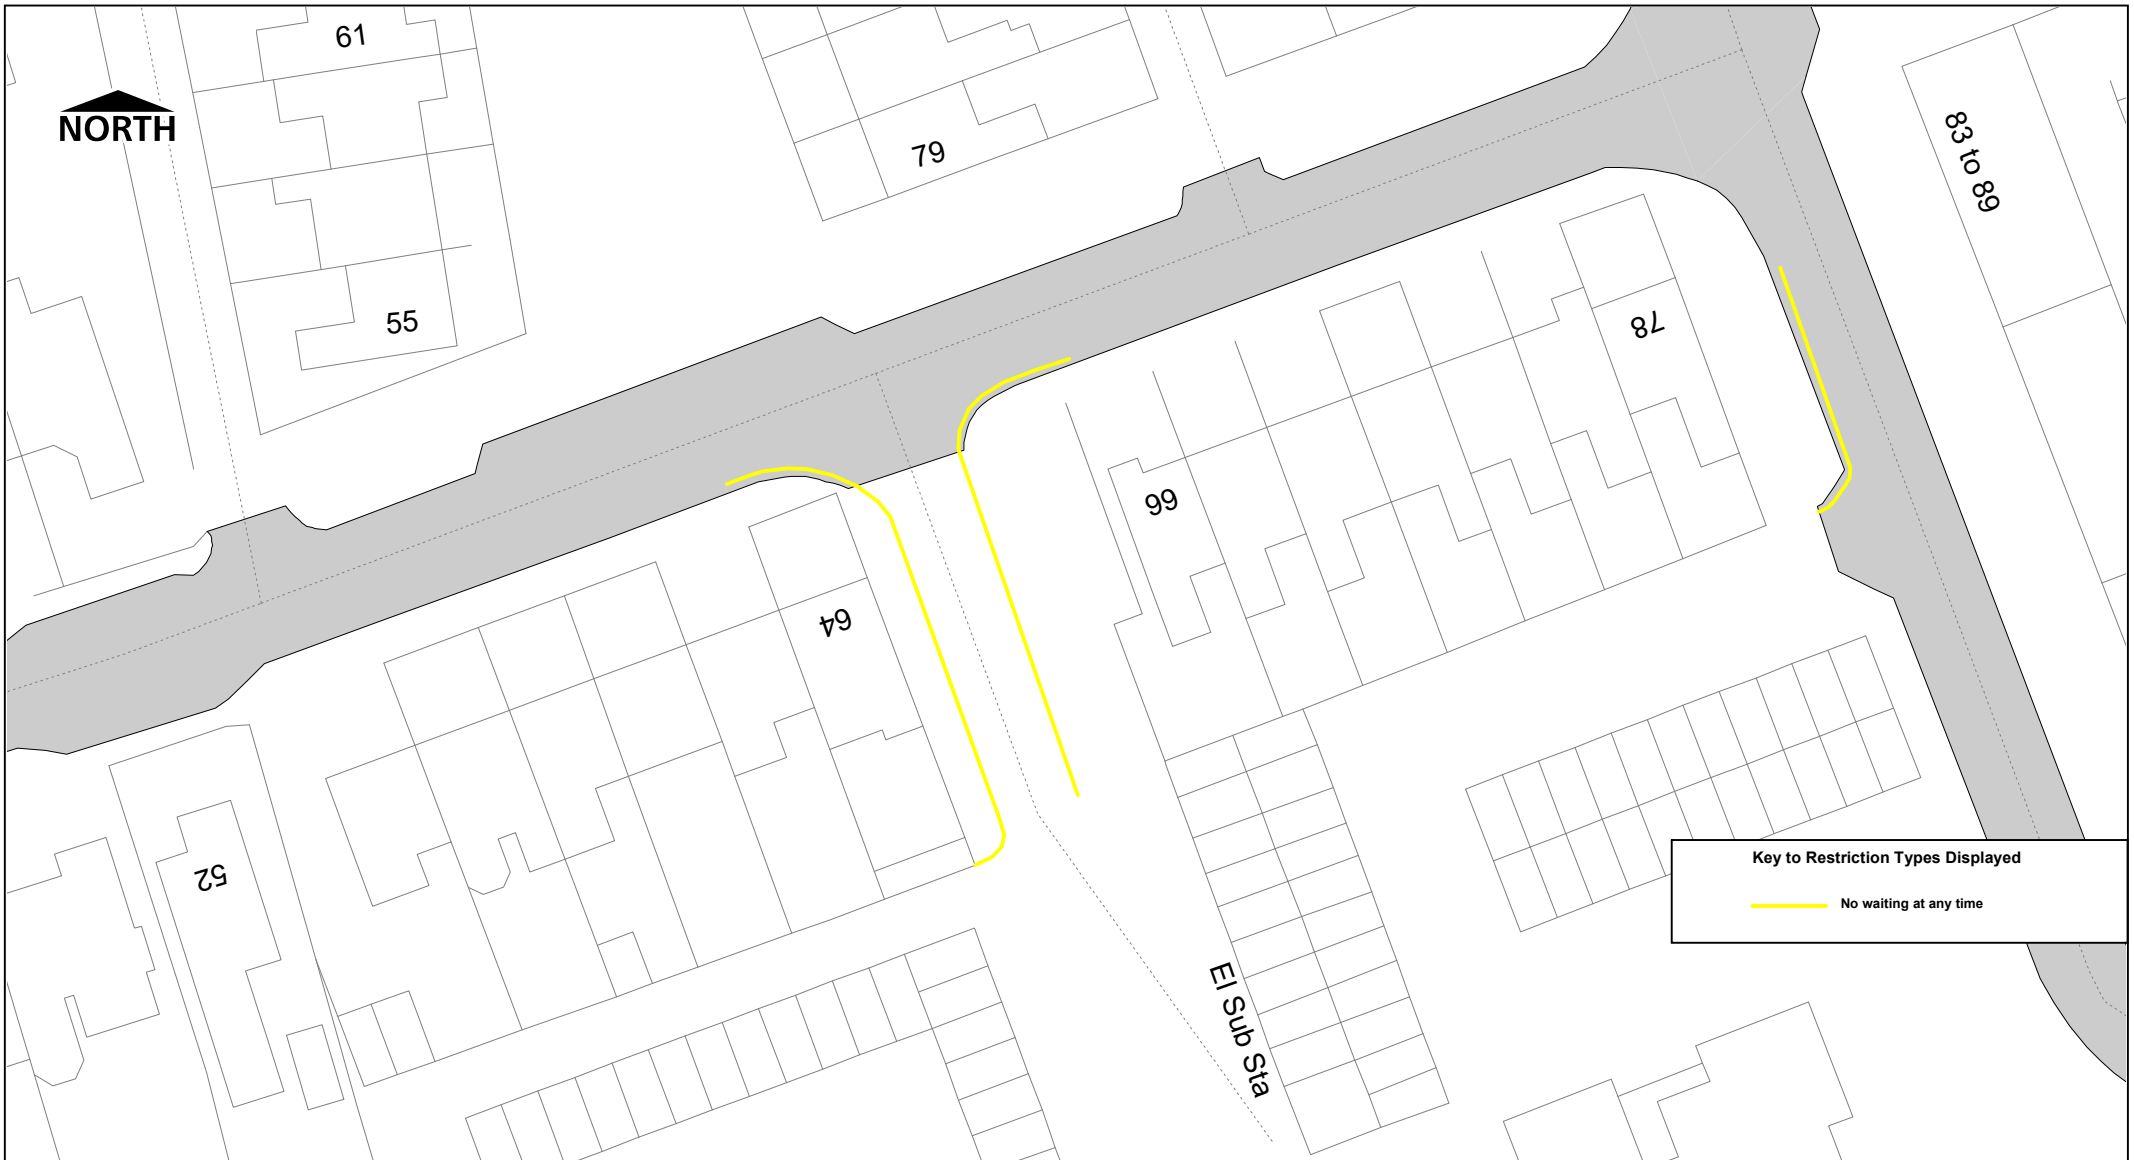 61
NORTH
79
83 to 89
55
78
66
64
52
El Sub Sta
Key to Restriction Types Displayed
No waiting at any time